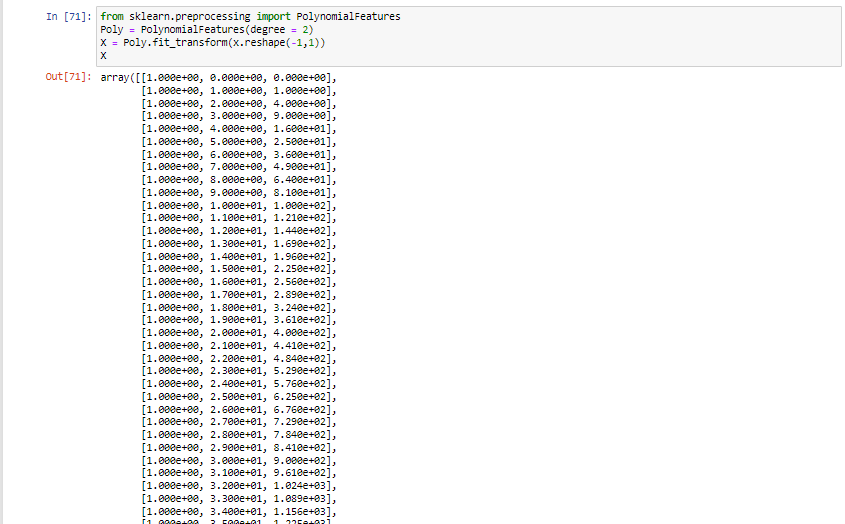 In [71]: from sklearn.preprocessing import PolynomialFeatures
Poly = PolynomialFeatures(degree = 2)
X = Poly.fit_transform(x.reshape(-1,1))
X
Out[71]: array([[1.000e+00, 0.000e+00, 0.000e+00],
[1.000e+00, 1.000e+00, 1.000e+00],
[1.000e+00, 2.000e+00, 4.000e+00],
[1.000e+00, 3.000e+00, 9.000e+00],
[1.000e+00, 4.000e+00, 1.600e+01],
[1.000e+00, 5.000e+00, 2.500e+01],
[1.000e+00, 6.000e+00, 3.600e+01],
[1.000e+00, 7.000e+00, 4.900e+01],
[1.000e+00, 8.000e+00, 6.400e+01],
[1.000e+00, 9.000e+00, 8.100e+01],
[1.000e+00, 1.000e+01, 1.000e+02],
[1.000e+00, 1.100e+01, 1.210e+02],
[1.000e+00, 1.200e+01, 1.440e+02],
[1.000e+00, 1.300e+01, 1.690e+02],
[1.000e+00, 1.400e+01, 1.960e+02],
[1.000e+00, 1.500e+01, 2.250e+02],
[1.000e+00, 1.600e+01, 2.560e+02],
[1.000e+00, 1.700e+01, 2.890e+02],
[1.000e+00, 1.800e+01, 3.240e+02],
[1.000e+00, 1.900e+01, 3.610e+02],
[1.000e+00, 2.000e+01, 4.000e+02],
[1.000e+00, 2.100e+01, 4.410e+02],
[1.000e+00, 2.200e+01, 4.840e+02],
[1.000e+00, 2.300e+01, 5.290e+02],
[1.000e+00, 2.400e+01, 5.760e+02],
[1.000e+00, 2.500e+01, 6.250e+02],
[1.000e+00, 2.600e+01, 6.760e+02],
[1.000e+00, 2.700e+01, 7.290e+02],
[1.000e+00, 2.800e+01, 7.840e+02],
[1.000e+00, 2.900e+01, 8.410e+02],
[1.000e+00, 3.000e+01, 9.000e+02],
[1.000e+00, 3.100e+01, 9.610e+02],
[1.000e+00, 3.200e+01, 1.024e+03],
[1.000e+00, 3.300e+01, 1.089e+03],
[1.000e+00, 3.400e+01, 1.156e+03],
[1.000e+00, 3.500e+01, 1.225e+03]